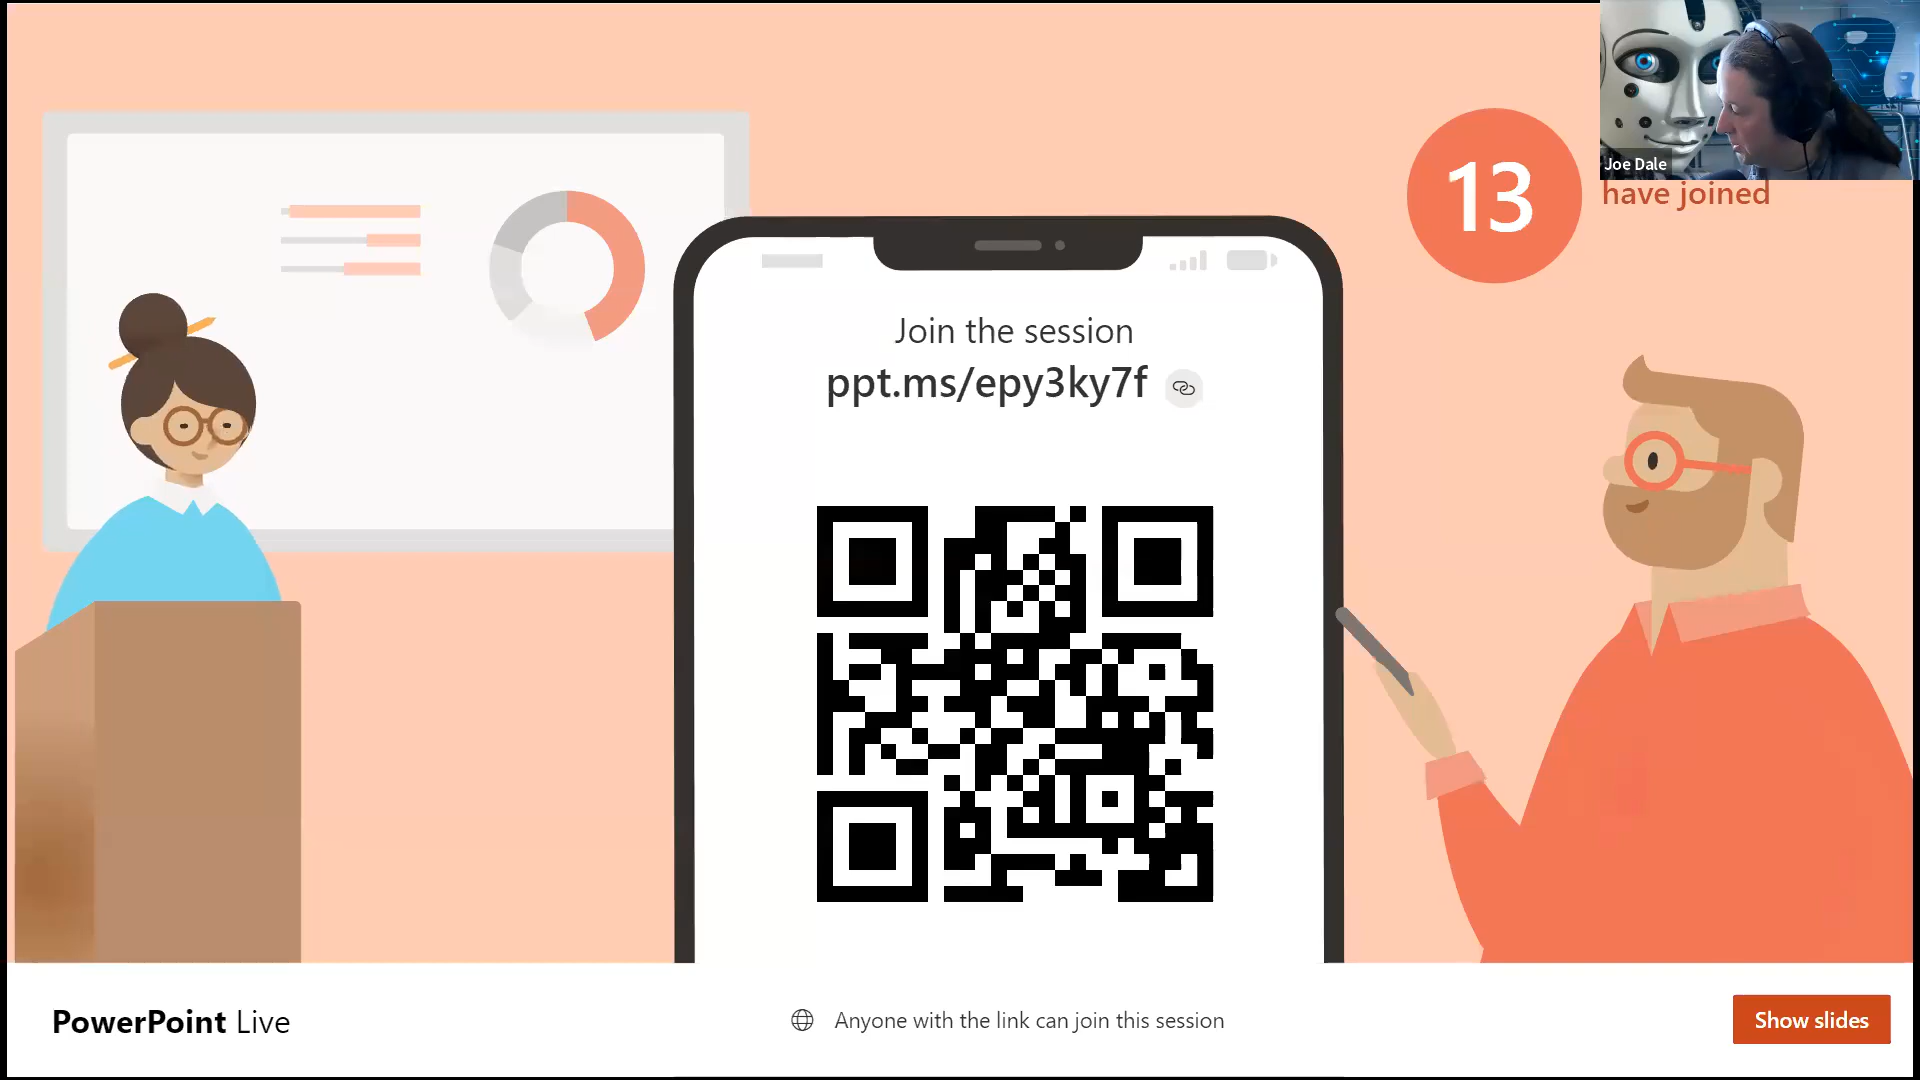 Joe Dale
13
have joined
Join the session
ppt.ms/epy3ky7f
PowerPoint Live
Anyone with the link can join this session
Show slides